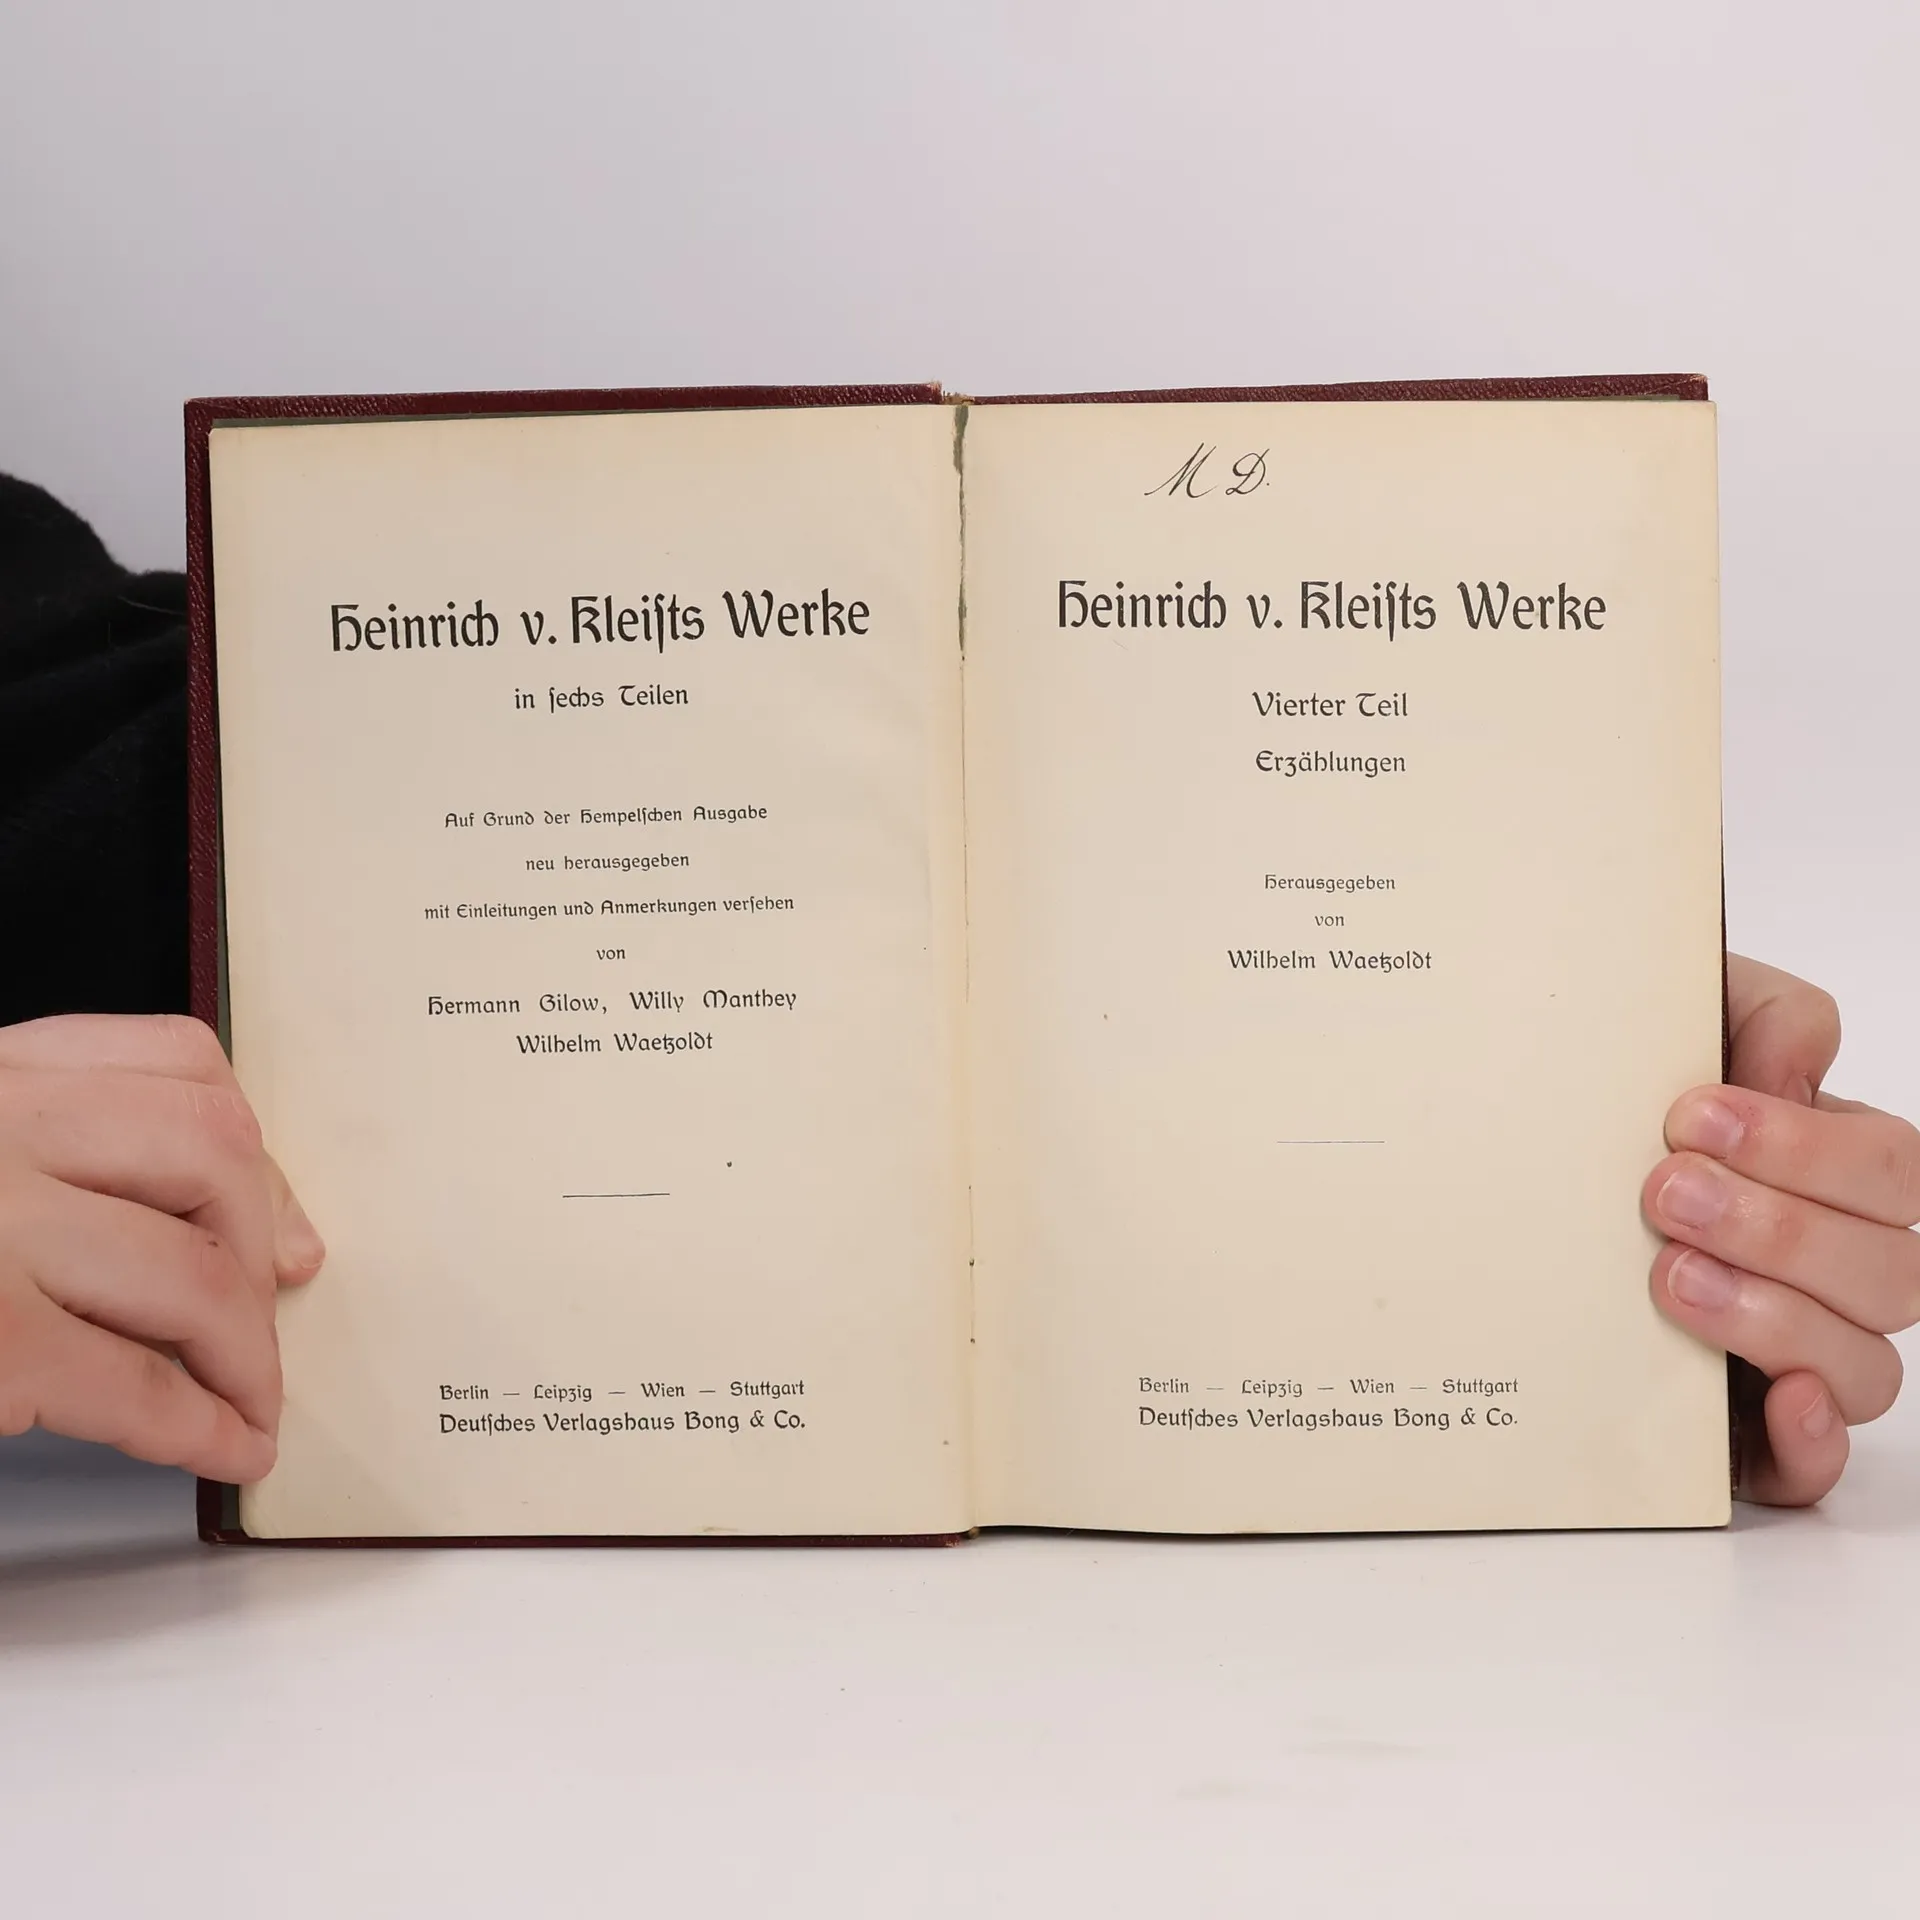 Heinrich v. Kleiſts Werke
in ſechs Teilen
Auf Grund der Hempelſchen Ausgabe
neu herausgegeben
mit Einleitungen und Anmerkungen verſehen
von
Hermann Gilow, Willy Manthey
Wilhelm Waetzoldt
Berlin — Leipzig — Wien — Stuttgart
Deutſches Verlagshaus Bong & Co.
M D.
Heinrich v. Kleiſts Werke
Vierter Teil
Erzählungen
Herausgegeben
von
Wilhelm Waetzoldt
Berlin — Leipzig — Wien — Stuttgart
Deutſches Verlagshaus Bong & Co.